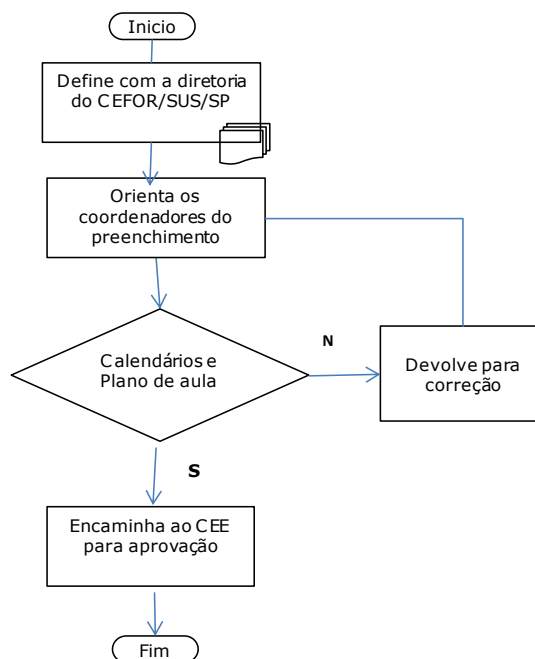 Inicio
Define com a diretoria
do CEFOR/SUS/SP
Orienta os
coordenadores do
preenchimento
Calendários e
Plano de aula
N
Devolve para
correção
S
Encaminha ao CEE
para aprovação
Fim